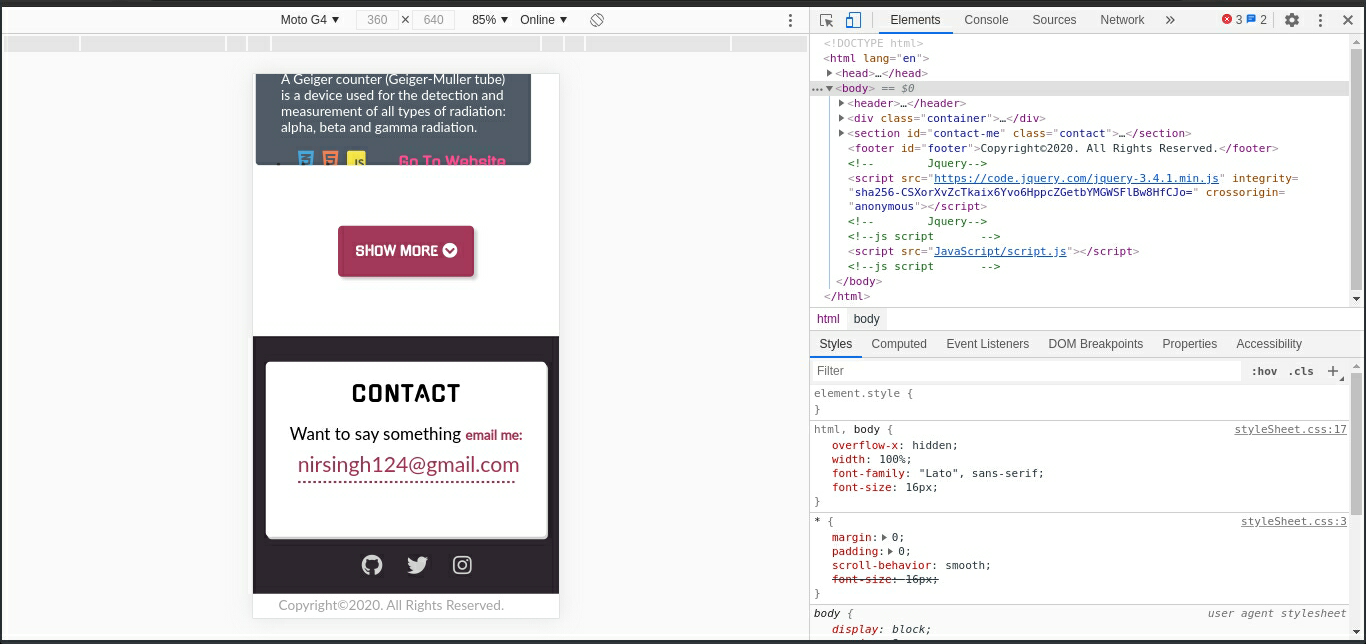 Moto G4 ▼ 360 × 640 85% ▼ Online ▼
Elements Console Sources Network » 3 2
A Geiger counter (Geiger-Muller tube)
is a device used for the detection and
measurement of all types of radiation:
alpha, beta and gamma radiation.
JS Go To Website
SHOW MORE
CONTACT
Want to say something email me:
nirsingh124@gmail.com
Copyright©2020. All Rights Reserved.
<!DOCTYPE html>
<html lang="en">
<head>…</head>
<body> == $0
<header>…</header>
<div class="container">…</div>
<section id="contact-me" class="contact">…</section>
<footer id="footer">Copyright©2020. All Rights Reserved.</footer>
<!-- Jquery-->
<script src="https://code.jquery.com/jquery-3.4.1.min.js" integrity=
"sha256-CSXorXvZcTkaix6Yvo6HppcZGetbYMGWSFlBw8HfCJo=" crossorigin=
"anonymous"></script>
<!-- Jquery-->
<!--js script -->
<script src="JavaScript/script.js"></script>
<!--js script -->
</body>
</html>
html body
Styles Computed Event Listeners DOM Breakpoints Properties Accessibility
Filter :hov .cls +
element.style {
}
html, body { styleSheet.css:17
overflow-x: hidden;
width: 100%;
font-family: "Lato", sans-serif;
font-size: 16px;
}
* { styleSheet.css:3
margin: 0;
padding: 0;
scroll-behavior: smooth;
font-size: 16px;
}
body { user agent stylesheet
display: block;